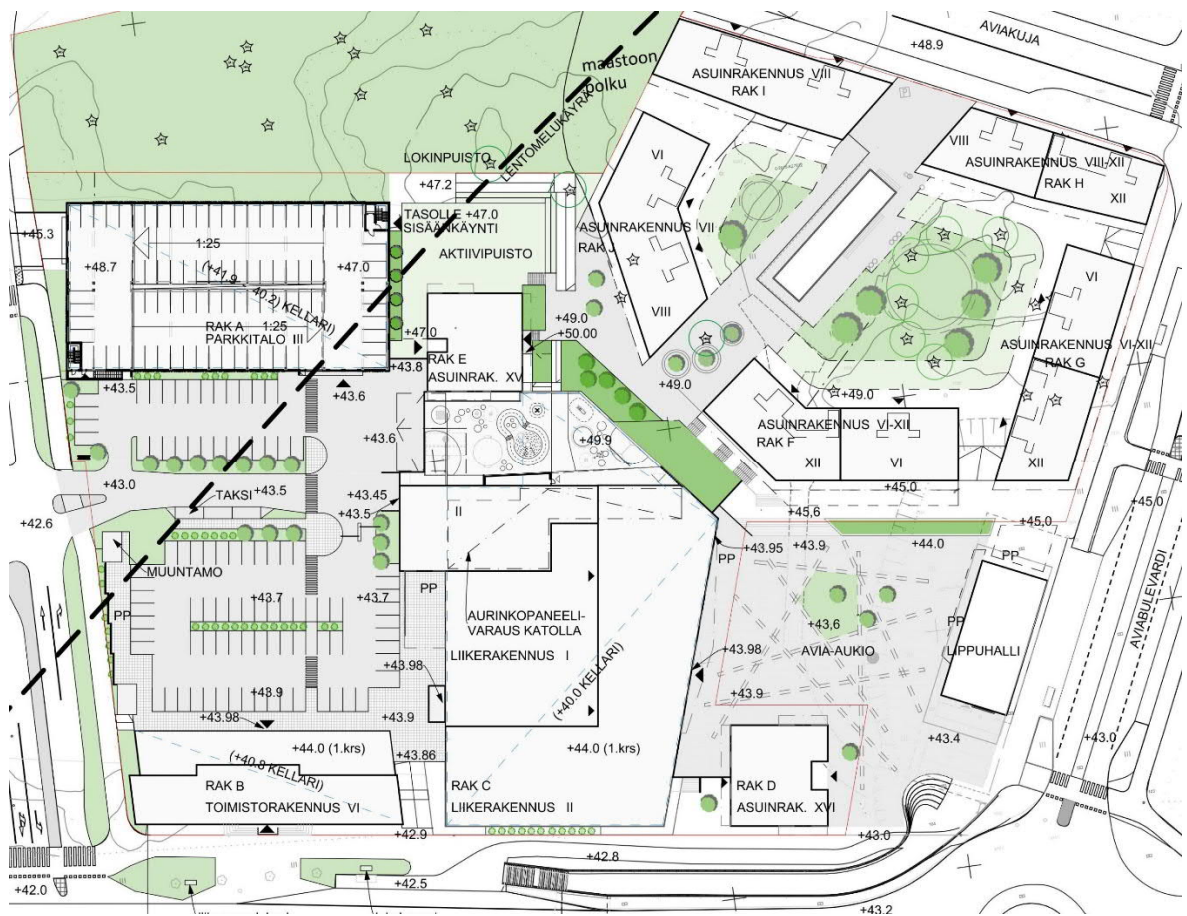 AVIAKUJA
+48.9
maastoon
polku
ASUINRAKENNUS VIII
RAK I
LENTOMELUKÄYRÄ
LOKINPUISTO
+47.2
VI
VIII
ASUINRAKENNUS VIII-XII
RAK H
XII
+45.3
TASOLLE +47.0
SISÄÄNKÄYNTI
AKTIIVIPUISTO
ASUINRAKENNUS VII
RAK J
VIII
1:25
+48.7
(+41.9 - 40.2) KELLARI
+47.0
RAK A 1:25
PARKKITALO III
+47.0
+49.0
+50.00
RAK E
ASUINRAK. XV
+43.8
+43.5
+43.6
+43.6
VI
ASUINRAKENNUS VI-XII
RAK G
XII
+49.0
+49.0
ASUINRAKENNUS VI-XII
RAK F
XII
VI
+49.9
+43.0
+42.6
TAKSI
+43.5
+43.45
+43.5
II
+45.0
+45.6
+45.0
+45.0
+44.0
+43.9
+43.95
PP
PP
MUUNTAMO
PP
+43.7
+43.7
PP
AURINKOPANEELI-
VARAUS KATOLLA
LIIKERAKENNUS I
(+40.0 KELLARI)
+43,6
AVIA-AUKIO
PP
LIPPUHALLI
AVIABULEVARDI
+43.98
+43.98
+43.9
+43.9
+43.98
+43.9
+43.86
+43.4
+43.0
+44.0 (1.krs)
(+40.8 KELLARI)
RAK B
TOIMISTORAKENNUS VI
+44.0 (1.krs)
RAK C
LIIKERAKENNUS II
RAK D
ASUINRAK. XVI
+42.9
+43.0
+42.8
+42.0
+42.5
+43.2